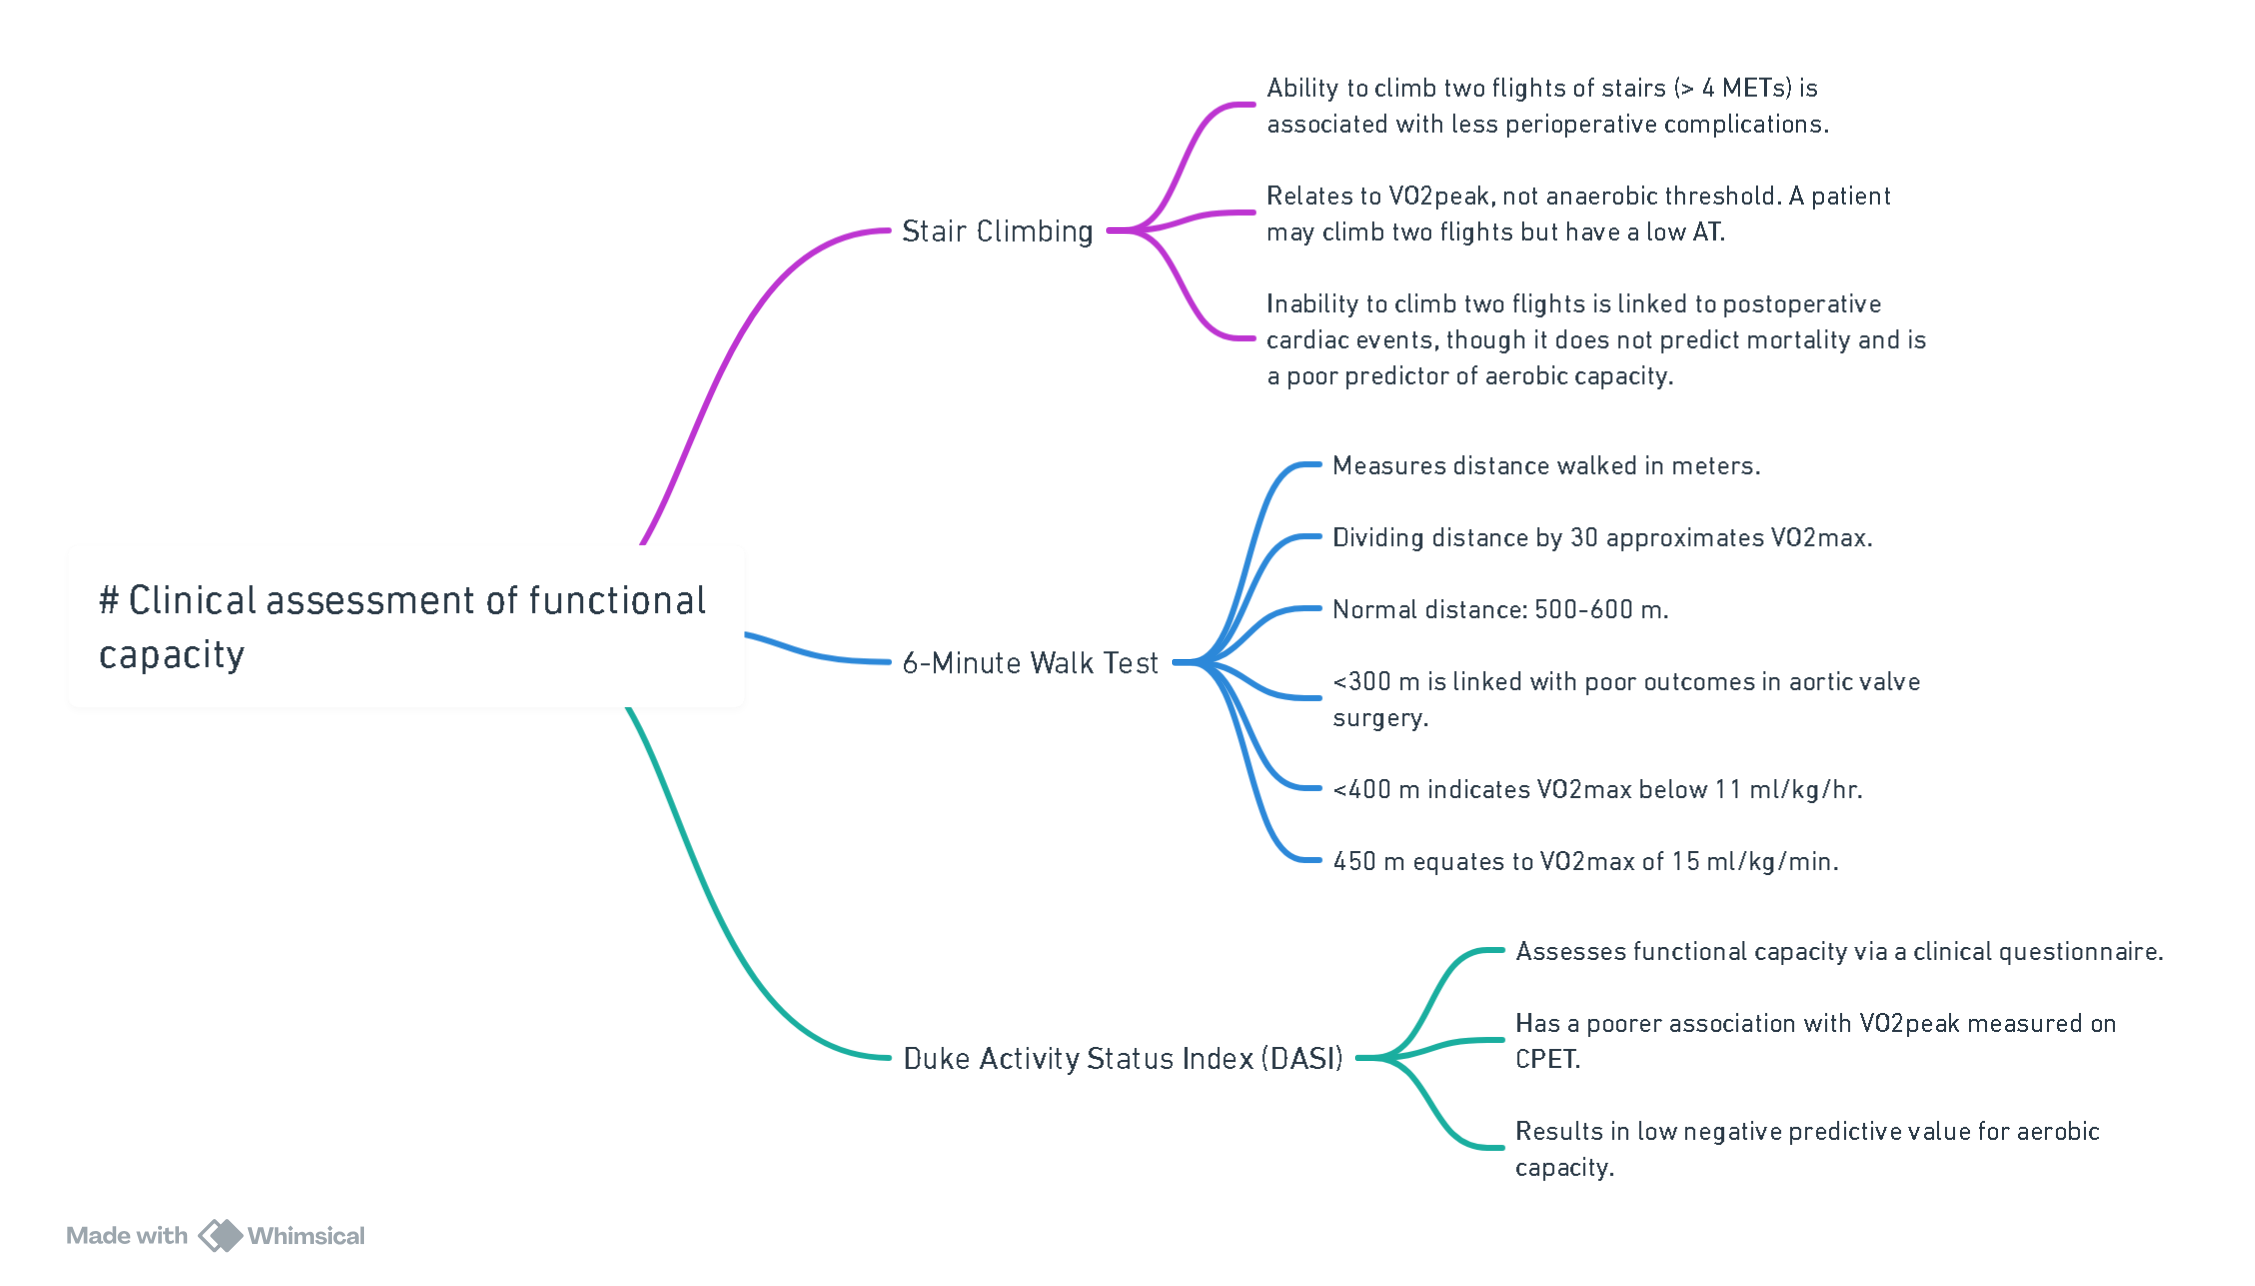 Ability to climb two flights of stairs (> 4 METs) is
associated with less perioperative complications.
Relates to VO2peak, not anaerobic threshold. A patient
may climb two flights but have a low AT.
Stair Climbing
Inability to climb two flights is linked to postoperative
cardiac events, though it does not predict mortality and is
a poor predictor of aerobic capacity.
Measures distance walked in meters.
Dividing distance by 30 approximates VO2max.
# Clinical assessment of functional
capacity
Normal distance: 500-600 m.
6-Minute Walk Test
<300 m is linked with poor outcomes in aortic valve
surgery.
<400 m indicates VO2max below 11 ml/kg/hr.
450 m equates to VO2max of 15 ml/kg/min.
Assesses functional capacity via a clinical questionnaire.
Duke Activity Status Index (DASI)
Has a poorer association with VO2peak measured on
CPET.
Results in low negative predictive value for aerobic
capacity.
Made with Whimsical